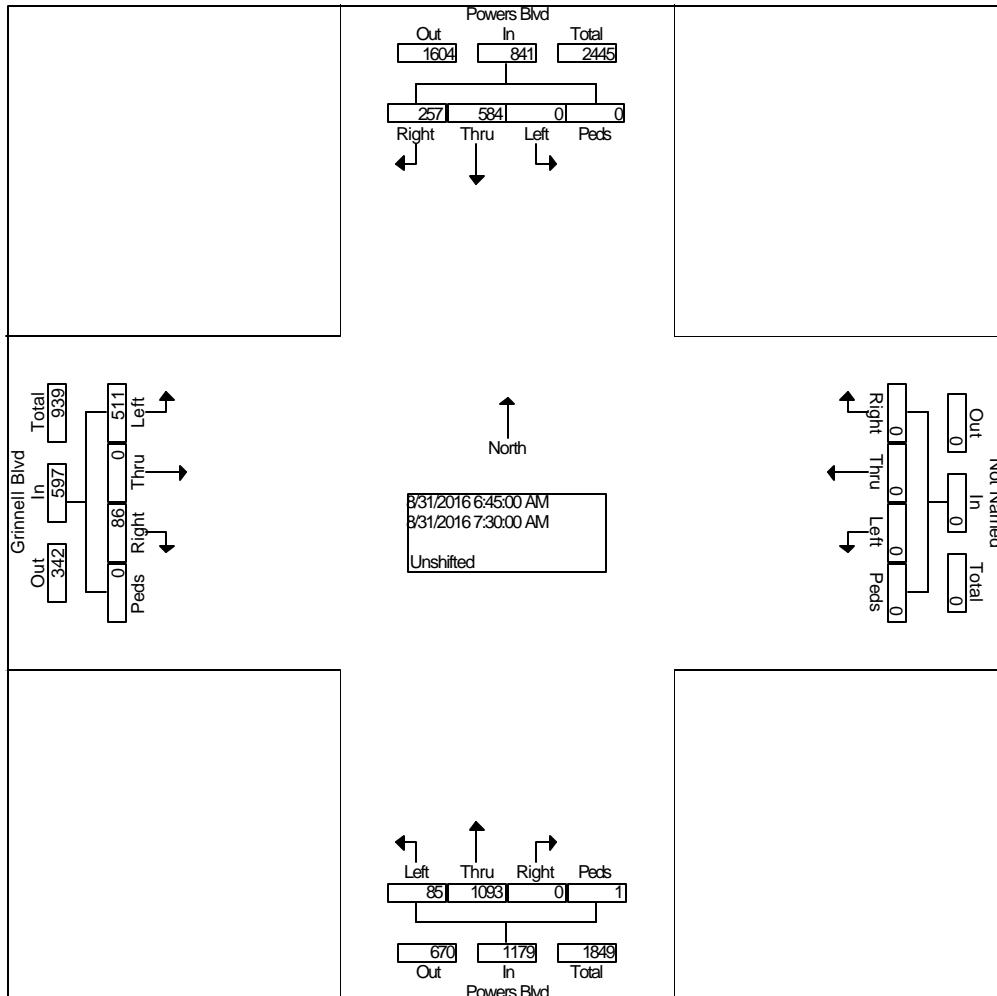 Powers Blvd
Out In Total
1604 841 2445
257 584 0 0
Right Thru Left Peds
Grinnell Blvd
Total In Out
939 597 342
511 0 86 0
Left Thru Right Peds
North
8/31/2016 6:45:00 AM
8/31/2016 7:30:00 AM
Unshifted
Right Thru Left Peds
0 0 0 0
Out In Total
0 0 0
Not Named
Left Thru Right Peds
85 1093 0 1
670 1179 1849
Out In Total
Powers Blvd